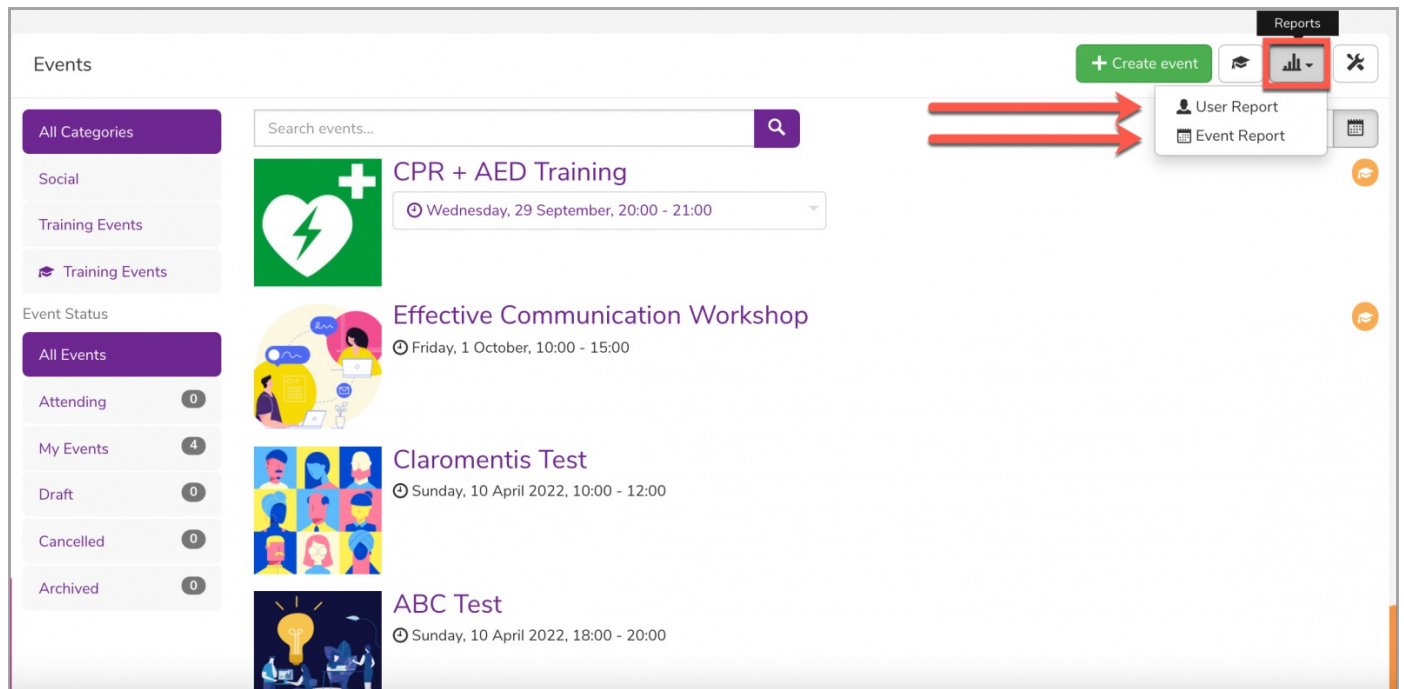 Reports
Events
Create event
User Report
Event Report
All Categories
Social
Training Events
Training Events
Event Status
All Events
Attending 0
My Events 4
Draft 0
Cancelled 0
Archived 0
Search events...
CPR + AED Training
Wednesday, 29 September, 20:00 - 21:00
Effective Communication Workshop
Friday, 1 October, 10:00 - 15:00
Claromentis Test
Sunday, 10 April 2022, 10:00 - 12:00
ABC Test
Sunday, 10 April 2022, 18:00 - 20:00